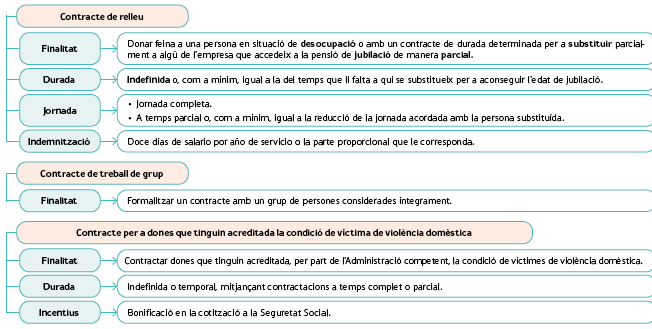 Contracte de relleu
Finalitat
Donar feina a una persona en situació de desocupació o amb un contracte de durada determinada per a substituir parcial-
ment a algú de l'empresa que accedeix a la pensió de jubilació de manera parcial.
Durada
Indefinida o, com a mínim, igual a la del temps que li falta a qui se substitueix per a aconseguir l'edat de jubilació.
Jornada
• Jornada completa.
• A temps parcial o, com a mínim, igual a la reducció de la jornada acordada amb la persona substituïda.
Indemnització
Doce días de salario por año de servicio o la parte proporcional que le corresponda.
Contracte de treball de grup
Finalitat
Formalitzar un contracte amb un grup de persones considerades íntegrament.
Contracte per a dones que tinguin acreditada la condició de víctima de violència domèstica
Finalitat
Contractar dones que tinguin acreditada, per part de l'Administració competent, la condició de víctimes de violència domèstica.
Durada
Indefinida o temporal, mitjançant contractacions a temps complet o parcial.
Incentius
Bonificació en la cotització a la Seguretat Social.